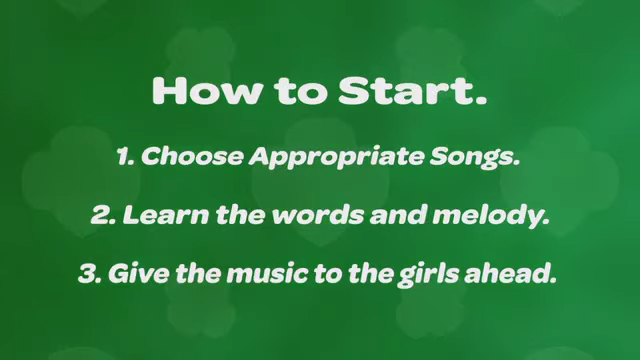 How to Start.
1. Choose Appropriate Songs.
2. Learn the words and melody.
3. Give the music to the girls ahead.